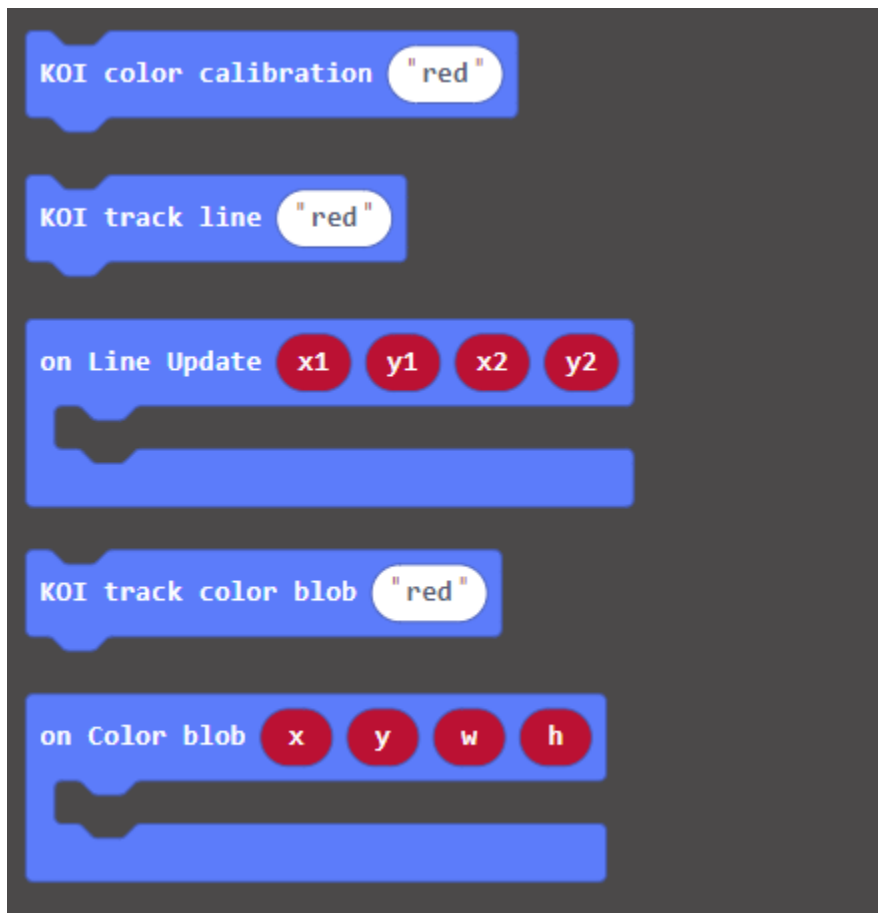 KOI color calibration "red"
KOI track line "red"
on Line Update x1 y1 x2 y2
KOI track color blob "red"
on Color blob x y w h